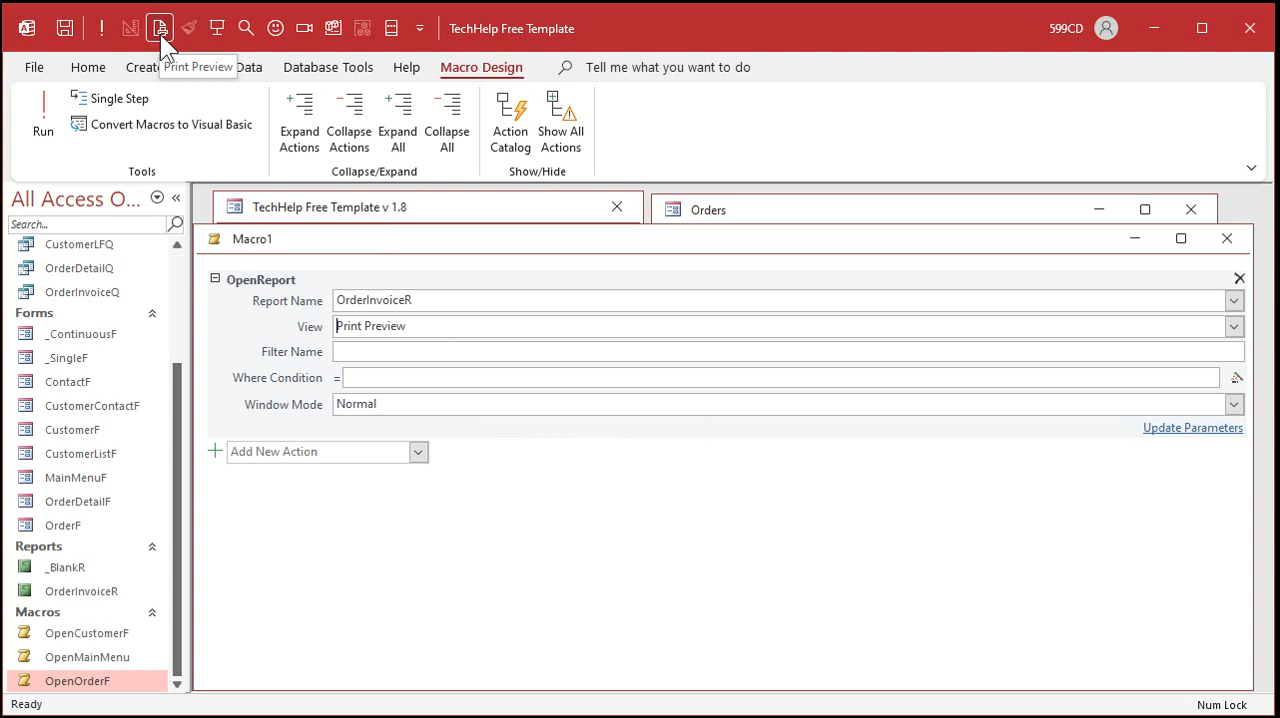 TechHelp Free Template
599CD
Print Preview
File
Home
Creat
Data
Database Tools
Help
Macro Design
Tell me what you want to do
Run
Single Step
Convert Macros to Visual Basic
Tools
Expand
Actions
Collapse
Actions
Expand
All
Collapse
All
Collapse/Expand
Action
Catalog
Show All
Actions
Show/Hide
All Access O...
Search...
CustomerLFQ
OrderDetailQ
OrderInvoiceQ
Forms
_ContinuousF
_SingleF
ContactF
CustomerContactF
CustomerF
CustomerListF
MainMenuF
OrderDetailF
OrderF
Reports
_BlankR
OrderInvoiceR
Macros
OpenCustomerF
OpenMainMenu
OpenOrderF
TechHelp Free Template v 1.8
Orders
Macro1
OpenReport
Report Name OrderInvoiceR
View Print Preview
Filter Name
Where Condition =
Window Mode Normal
Update Parameters
Add New Action
Ready
Num Lock